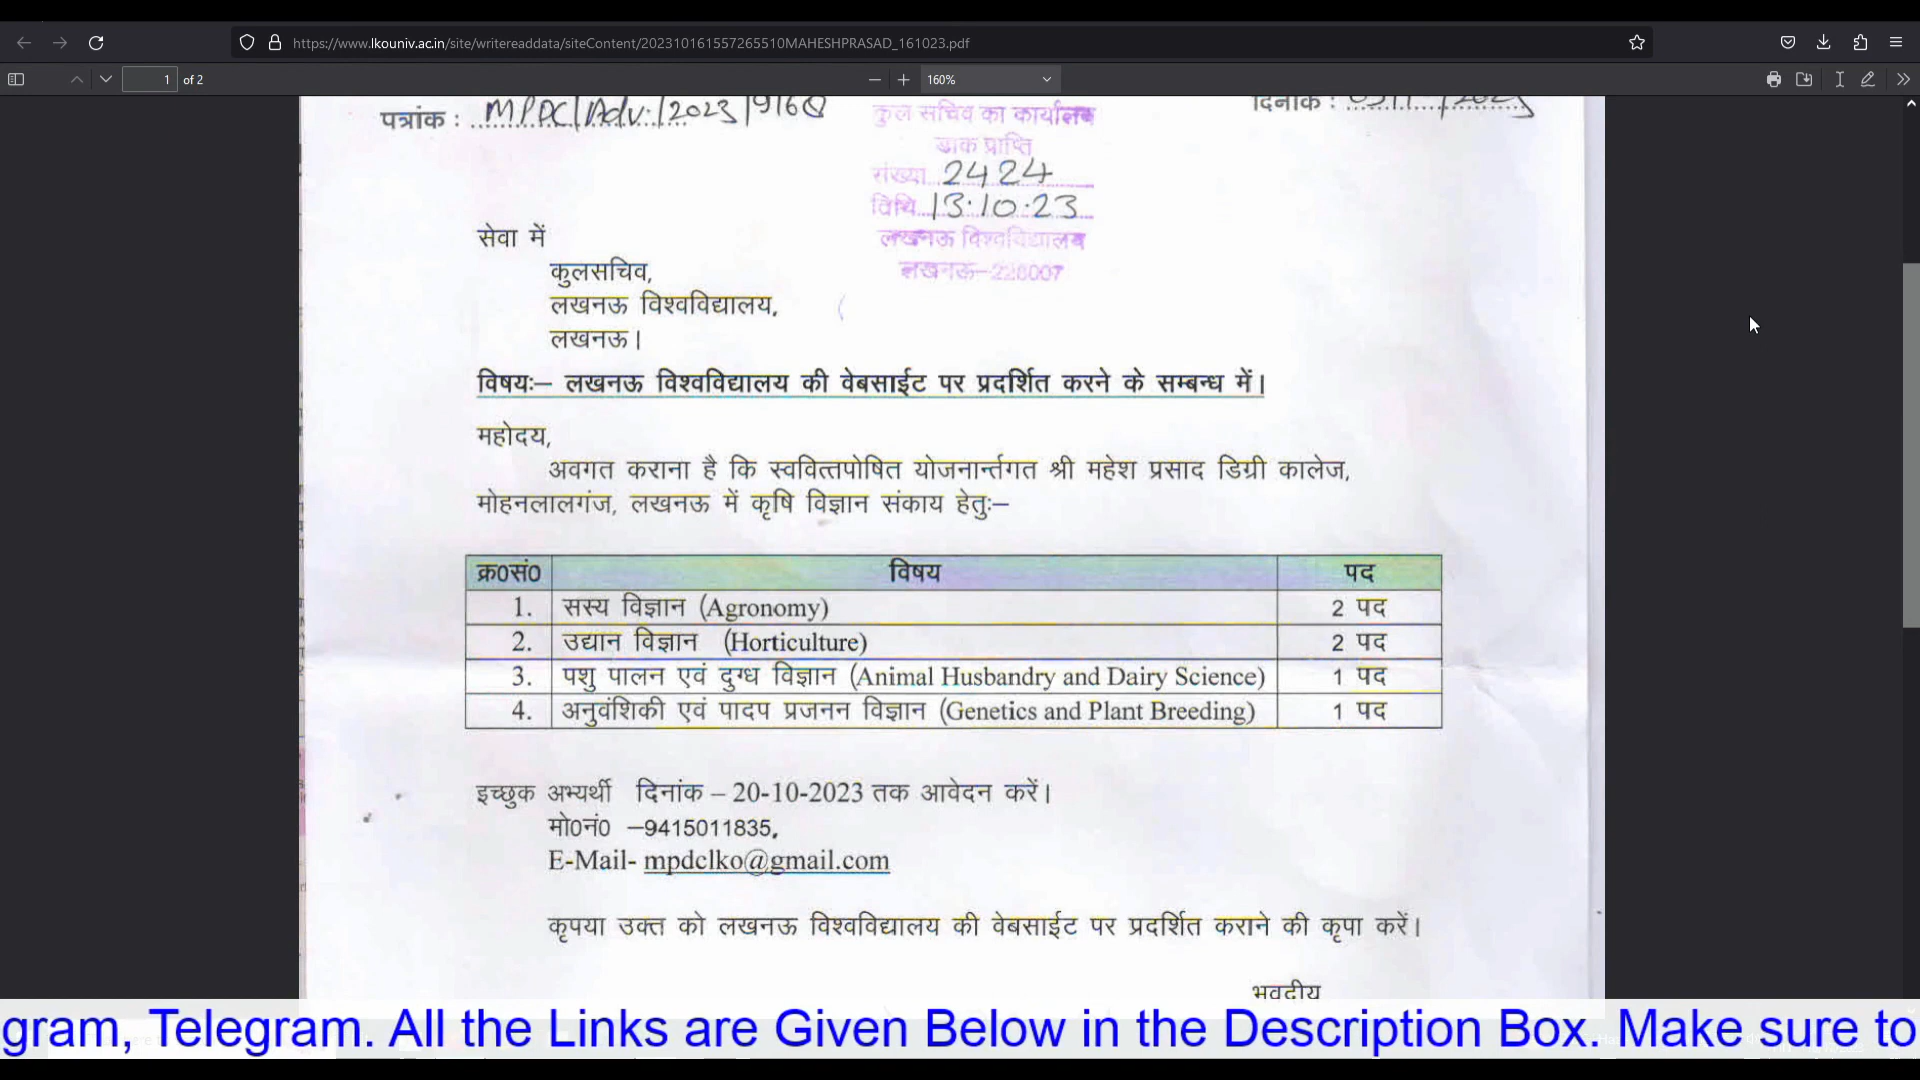 https://www.lkouniv.ac.in/site/writereaddata/siteContent/202310161557265510MAHESHPRASAD_161023.pdf
1 of 2
160%
पत्रांक : MPDC/Adv:/2023/9168
दिनांक : /2023
कुल सचिव का कार्यालय
डाक प्राप्ति
संख्या 2424
तिथि 13.10.23
लखनऊ विश्वविद्यालय
लखनऊ-226007
सेवा में
कुलसचिव,
लखनऊ विश्वविद्यालय,
लखनऊ।
विषयः– लखनऊ विश्वविद्यालय की वेबसाईट पर प्रदर्शित करने के सम्बन्ध में।
महोदय,
अवगत कराना है कि स्ववित्तपोषित योजनार्न्तगत श्री महेश प्रसाद डिग्री कालेज,
मोहनलालगंज, लखनऊ में कृषि विज्ञान संकाय हेतुः–
क्र0सं0 विषय पद
1. सस्य विज्ञान (Agronomy) 2 पद
2. उद्यान विज्ञान (Horticulture) 2 पद
3. पशु पालन एवं दुग्ध विज्ञान (Animal Husbandry and Dairy Science) 1 पद
4. अनुवंशिकी एवं पादप प्रजनन विज्ञान (Genetics and Plant Breeding) 1 पद
इच्छुक अभ्यर्थी दिनांक – 20-10-2023 तक आवेदन करें।
मो0नं0 –9415011835,
E-Mail- mpdclko@gmail.com
कृपया उक्त को लखनऊ विश्वविद्यालय की वेबसाईट पर प्रदर्शित कराने की कृपा करें।
भवदीय
gram, Telegram. All the Links are Given Below in the Description Box. Make sure to